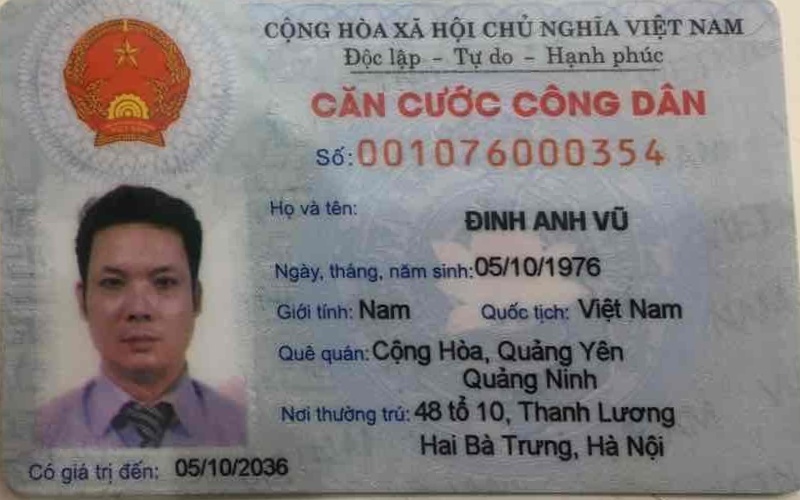 CỘNG HÒA XÃ HỘI CHỦ NGHĨA VIỆT NAM
Độc lập - Tự do - Hạnh phúc
CĂN CƯỚC CÔNG DÂN
Số: 001076000354
Họ và tên: ĐINH ANH VŨ
Ngày, tháng, năm sinh: 05/10/1976
Giới tính: Nam Quốc tịch: Việt Nam
Quê quán: Cộng Hòa, Quảng Yên
Quảng Ninh
Nơi thường trú: 48 tổ 10, Thanh Lương
Hai Bà Trưng, Hà Nội
Có giá trị đến: 05/10/2036